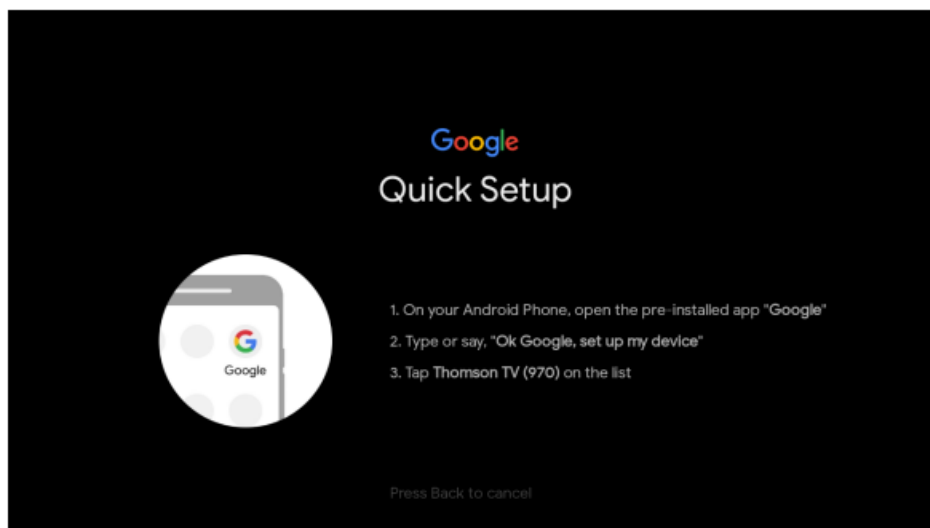 Google
Quick Setup
1. On your Android Phone, open the pre-installed app "Google"
2. Type or say, "Ok Google, set up my device"
3. Tap Thomson TV (970) on the list
G
Google
Press Back to cancel